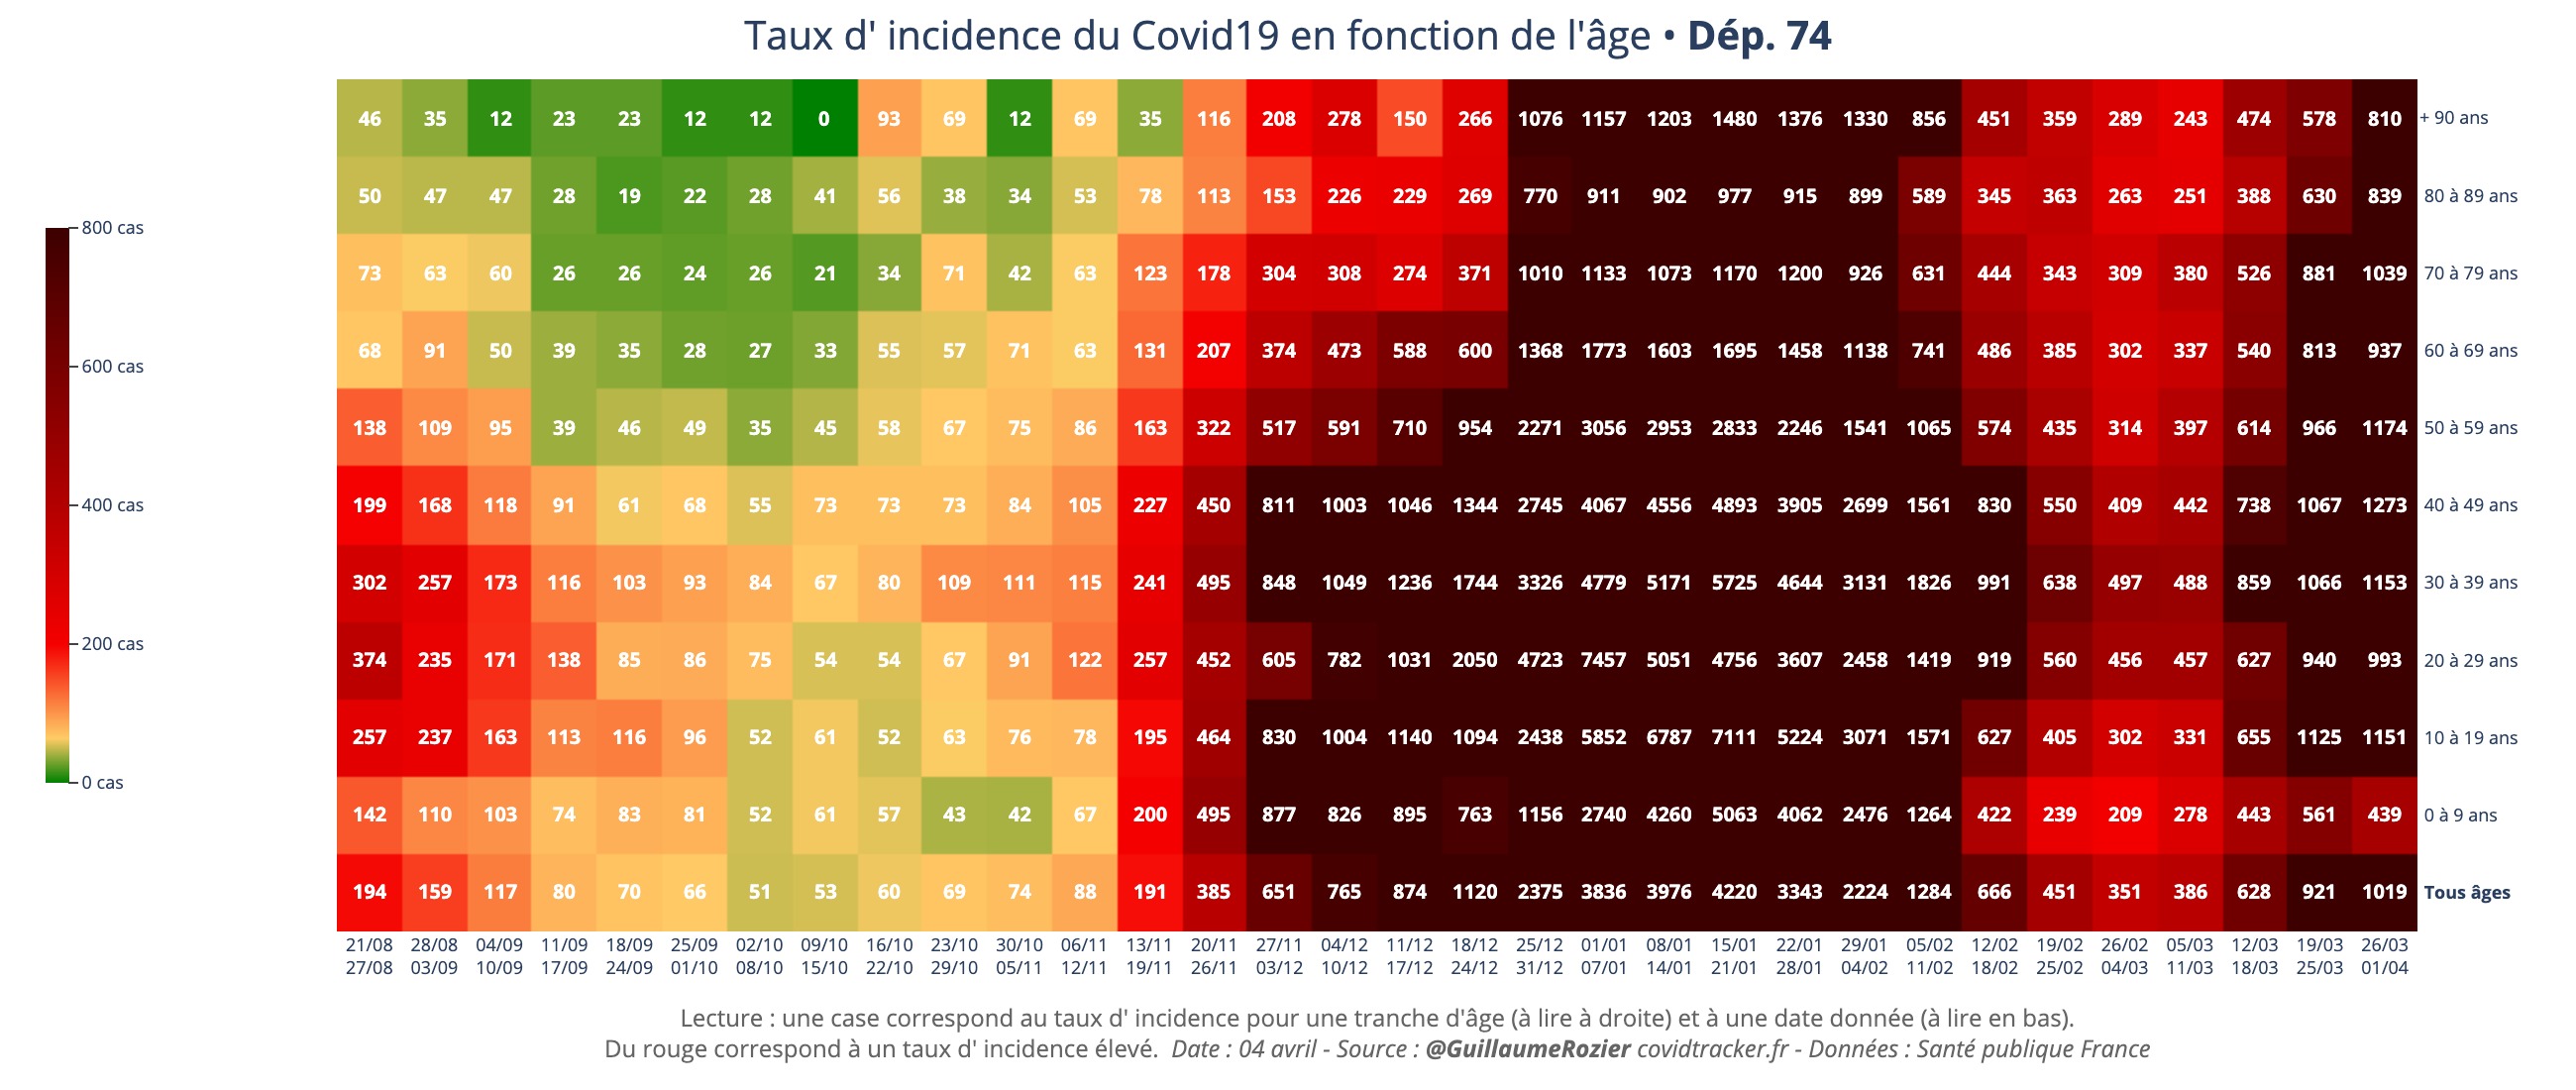 Taux d' incidence du Covid19 en fonction de l'âge • Dép. 74
800 cas
600 cas
400 cas
200 cas
0 cas
46 35 12 23 23 12 12 0 93 69 12 69 35 116 208 278 150 266 1076 1157 1203 1480 1376 1330 856 451 359 289 243 474 578 810 + 90 ans
50 47 47 28 19 22 28 41 56 38 34 53 78 113 153 226 229 269 770 911 902 977 915 899 589 345 363 263 251 388 630 839 80 à 89 ans
73 63 60 26 26 24 26 21 34 71 42 63 123 178 304 308 274 371 1010 1133 1073 1170 1200 926 631 444 343 309 380 526 881 1039 70 à 79 ans
68 91 50 39 35 28 27 33 55 57 71 63 131 207 374 473 588 600 1368 1773 1603 1695 1458 1138 741 486 385 302 337 540 813 937 60 à 69 ans
138 109 95 39 46 49 35 45 58 67 75 86 163 322 517 591 710 954 2271 3056 2953 2833 2246 1541 1065 574 435 314 397 614 966 1174 50 à 59 ans
199 168 118 91 61 68 55 73 73 73 84 105 227 450 811 1003 1046 1344 2745 4067 4556 4893 3905 2699 1561 830 550 409 442 738 1067 1273 40 à 49 ans
302 257 173 116 103 93 84 67 80 109 111 115 241 495 848 1049 1236 1744 3326 4779 5171 5725 4644 3131 1826 991 638 497 488 859 1066 1153 30 à 39 ans
374 235 171 138 85 86 75 54 54 67 91 122 257 452 605 782 1031 2050 4723 7457 5051 4756 3607 2458 1419 919 560 456 457 627 940 993 20 à 29 ans
257 237 163 113 116 96 52 61 52 63 76 78 195 464 830 1004 1140 1094 2438 5852 6787 7111 5224 3071 1571 627 405 302 331 655 1125 1151 10 à 19 ans
142 110 103 74 83 81 52 61 57 43 42 67 200 495 877 826 895 763 1156 2740 4260 5063 4062 2476 1264 422 239 209 278 443 561 439 0 à 9 ans
194 159 117 80 70 66 51 53 60 69 74 88 191 385 651 765 874 1120 2375 3836 3976 4220 3343 2224 1284 666 451 351 386 628 921 1019 Tous âges
21/08 28/08 04/09 11/09 18/09 25/09 02/10 09/10 16/10 23/10 30/10 06/11 13/11 20/11 27/11 04/12 11/12 18/12 25/12 01/01 08/01 15/01 22/01 29/01 05/02 12/02 19/02 26/02 05/03 12/03 19/03 26/03
27/08 03/09 10/09 17/09 24/09 01/10 08/10 15/10 22/10 29/10 05/11 12/11 19/11 26/11 03/12 10/12 17/12 24/12 31/12 07/01 14/01 21/01 28/01 04/02 11/02 18/02 25/02 04/03 11/03 18/03 25/03 01/04
Lecture : une case correspond au taux d' incidence pour une tranche d'âge (à lire à droite) et à une date donnée (à lire en bas).
Du rouge correspond à un taux d' incidence élevé. Date : 04 avril - Source : @GuillaumeRozier covidtracker.fr - Données : Santé publique France